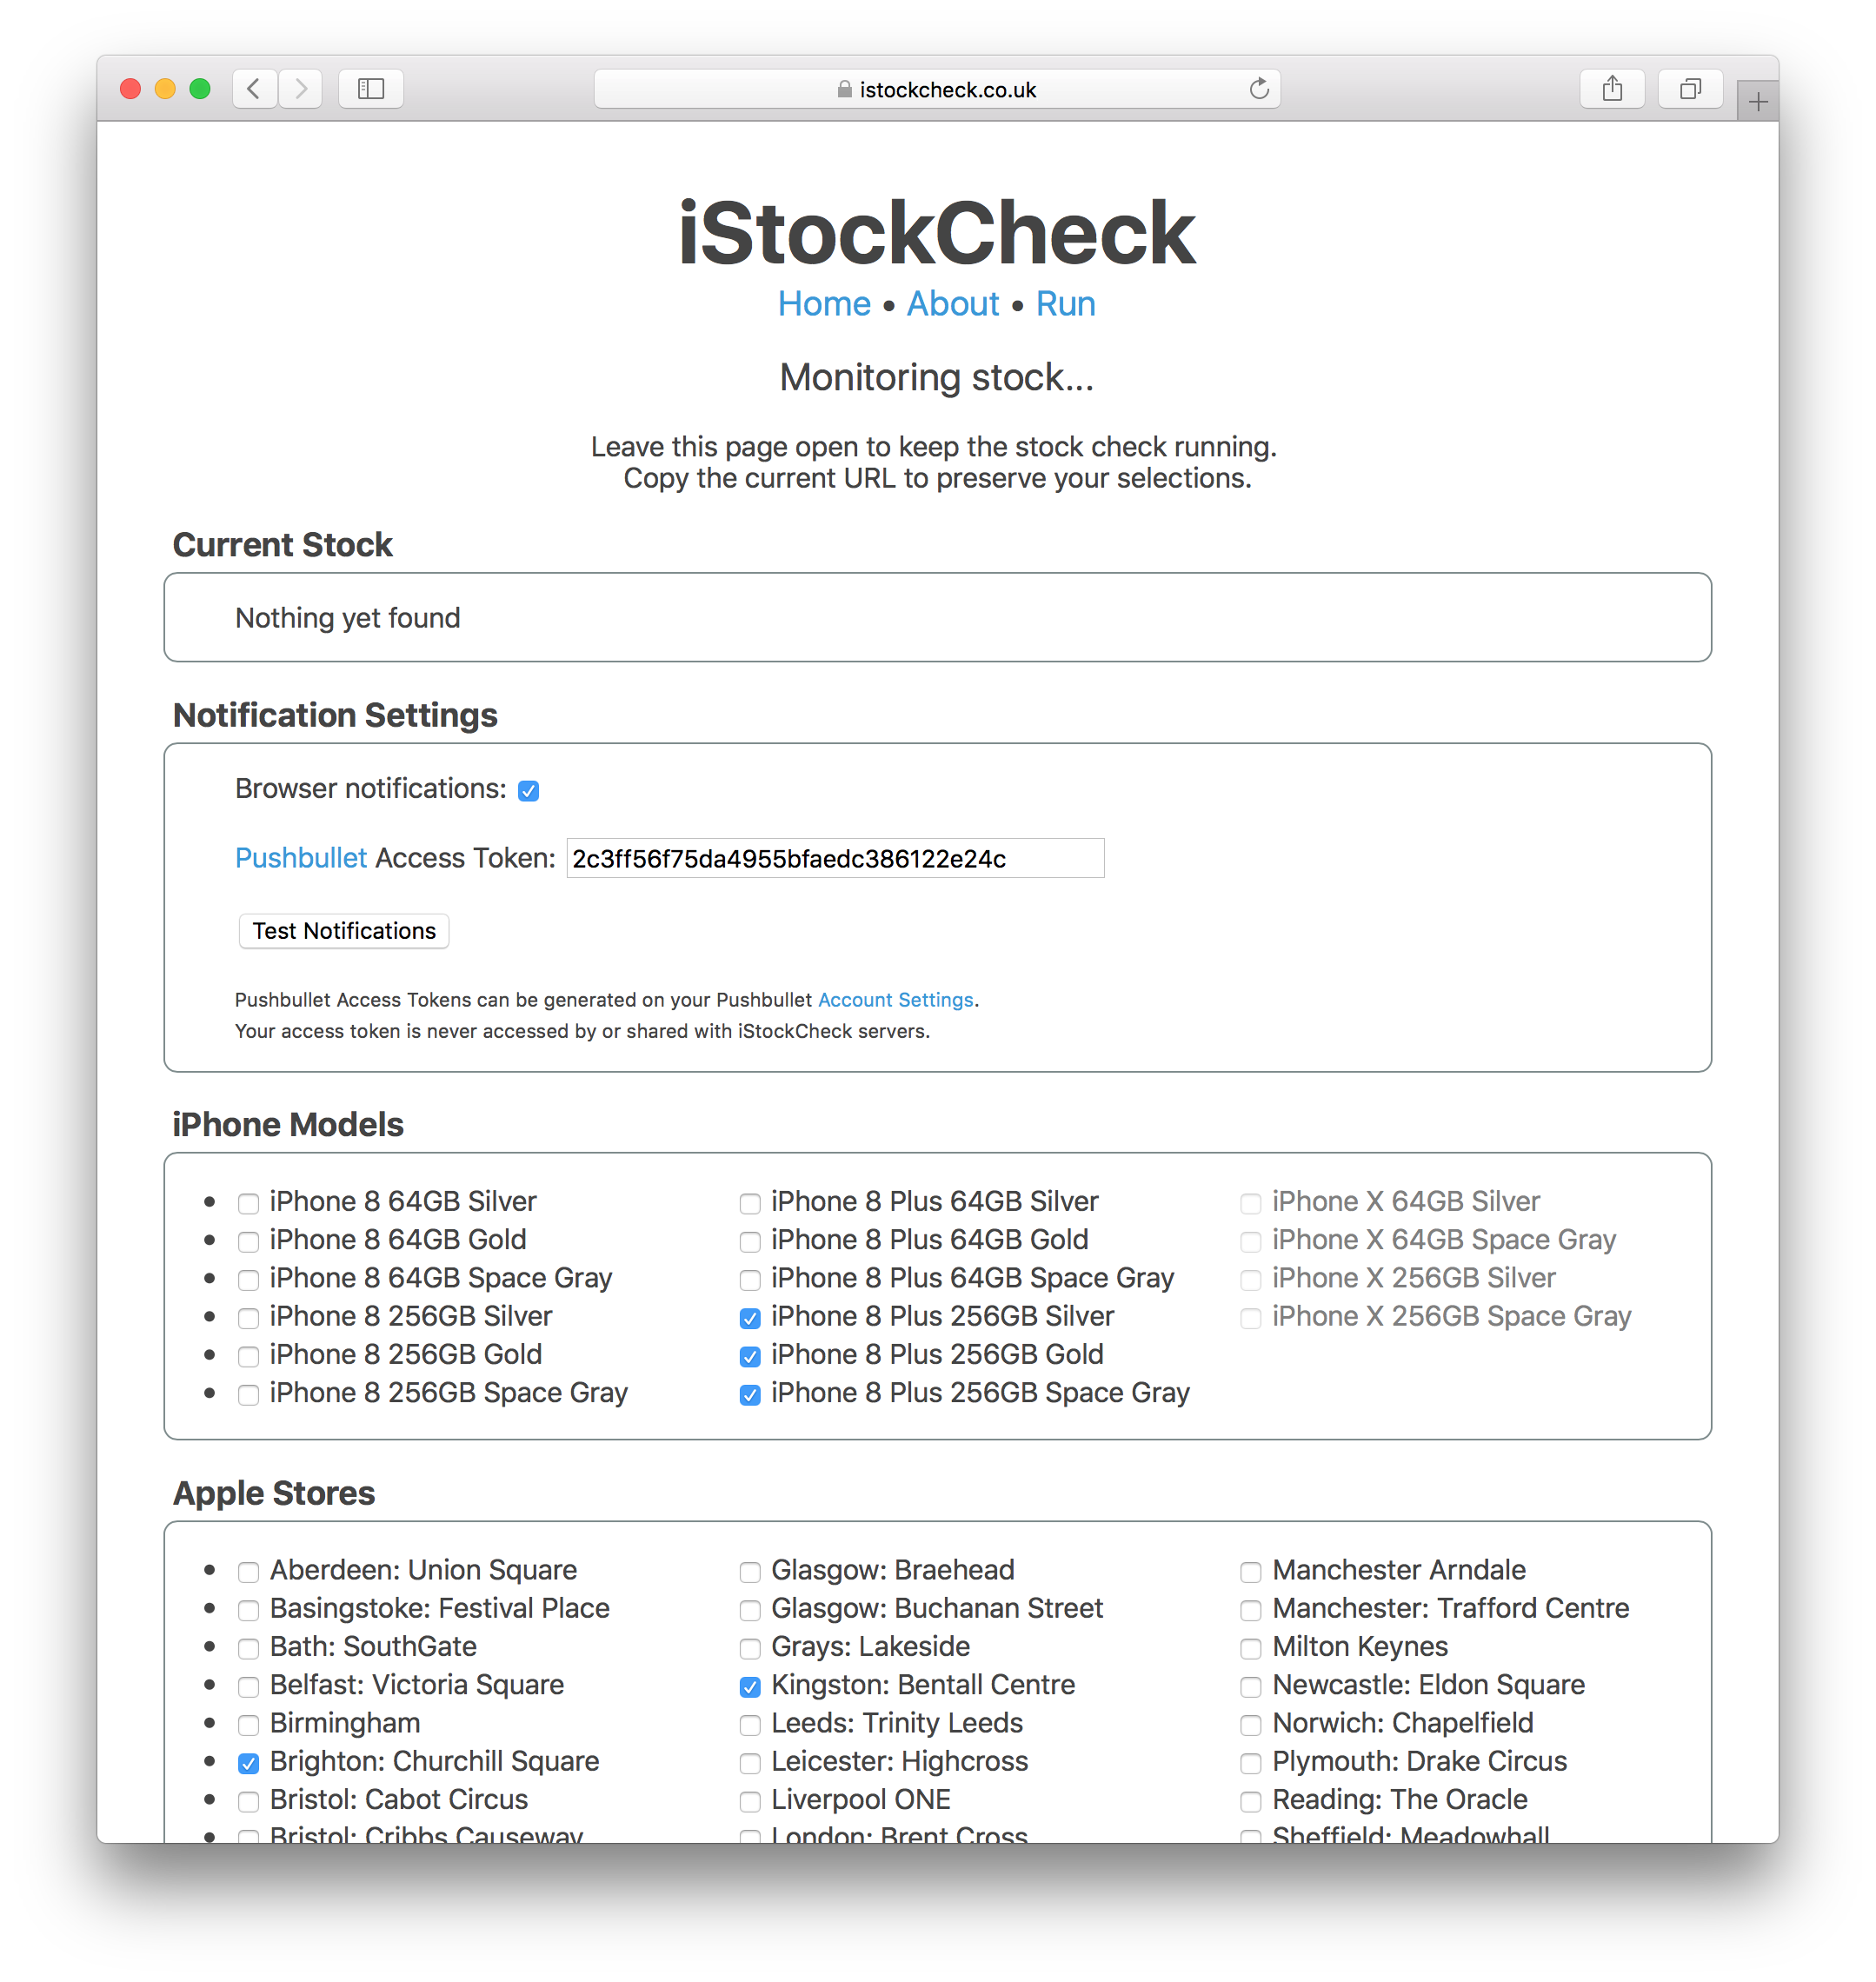 istockcheck.co.uk
iStockCheck
Home • About • Run
Monitoring stock...
Leave this page open to keep the stock check running.
Copy the current URL to preserve your selections.
Current Stock
Nothing yet found
Notification Settings
Browser notifications:
Pushbullet Access Token: 2c3ff56f75da4955bfaedc386122e24c
Test Notifications
Pushbullet Access Tokens can be generated on your Pushbullet Account Settings.
Your access token is never accessed by or shared with iStockCheck servers.
iPhone Models
• iPhone 8 64GB Silver iPhone 8 Plus 64GB Silver iPhone X 64GB Silver
• iPhone 8 64GB Gold iPhone 8 Plus 64GB Gold iPhone X 64GB Space Gray
• iPhone 8 64GB Space Gray iPhone 8 Plus 64GB Space Gray iPhone X 256GB Silver
• iPhone 8 256GB Silver iPhone 8 Plus 256GB Silver iPhone X 256GB Space Gray
• iPhone 8 256GB Gold iPhone 8 Plus 256GB Gold
• iPhone 8 256GB Space Gray iPhone 8 Plus 256GB Space Gray
Apple Stores
• Aberdeen: Union Square Glasgow: Braehead Manchester Arndale
• Basingstoke: Festival Place Glasgow: Buchanan Street Manchester: Trafford Centre
• Bath: SouthGate Grays: Lakeside Milton Keynes
• Belfast: Victoria Square Kingston: Bentall Centre Newcastle: Eldon Square
• Birmingham Leeds: Trinity Leeds Norwich: Chapelfield
• Brighton: Churchill Square Leicester: Highcross Plymouth: Drake Circus
• Bristol: Cabot Circus Liverpool ONE Reading: The Oracle
• Bristol: Cribbs Causeway London: Brent Cross Sheffield: Meadowhall